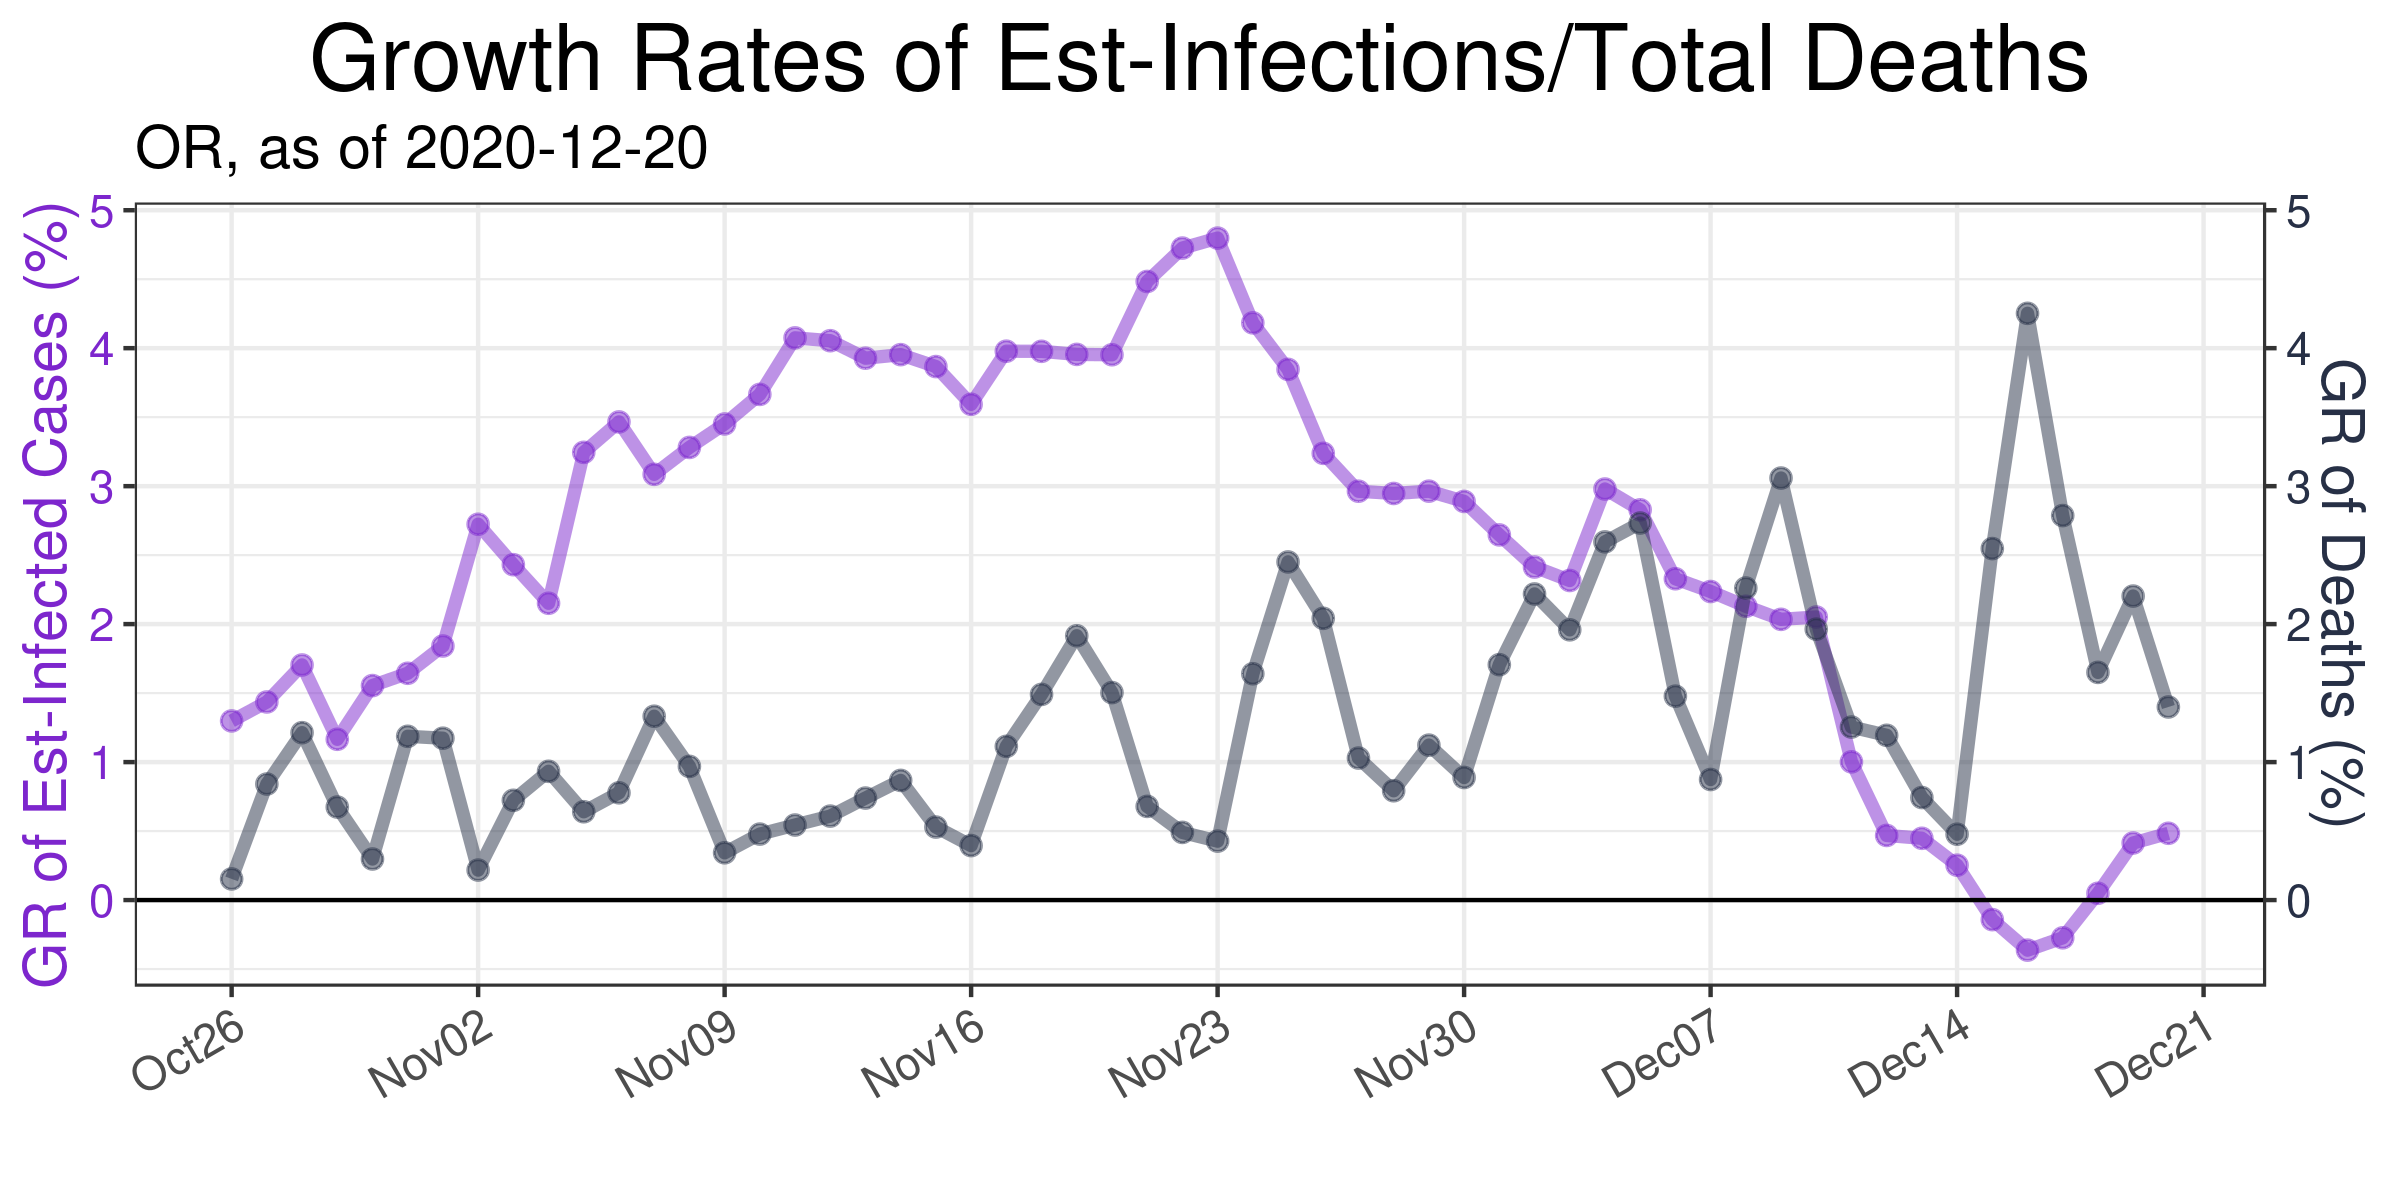 Growth Rates of Est-Infections/Total Deaths
OR, as of 2020-12-20
GR of Est-Infected Cases (%)
5
4
3
2
1
0
5
4
3
2
1
0
GR of Deaths (%)
Oct26
Nov02
Nov09
Nov16
Nov23
Nov30
Dec07
Dec14
Dec21